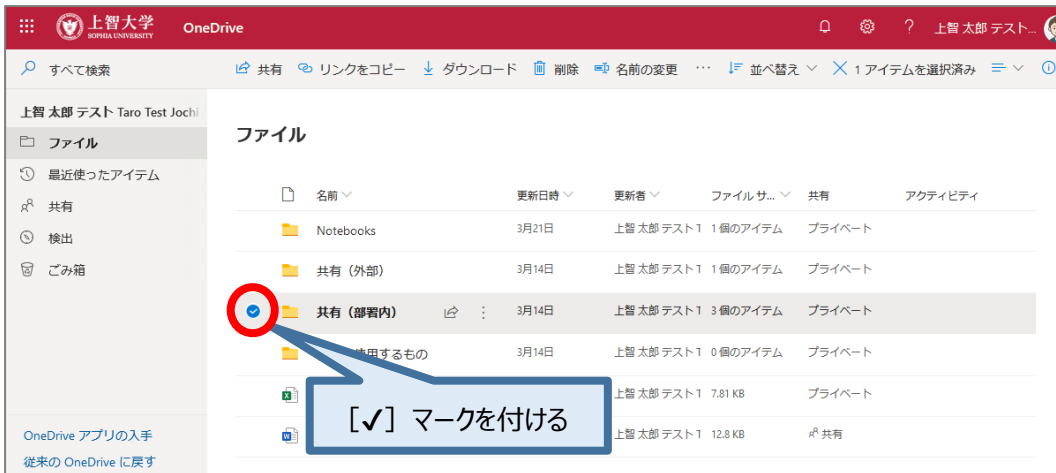 上智大学
SOPHIA UNIVERSITY
OneDrive
? 上智 太郎 テスト...
すべて検索
共有 リンクをコピー ダウンロード 削除 名前の変更 … 並べ替え 1 アイテムを選択済み
上智 太郎 テスト Taro Test Jochi
ファイル
最近使ったアイテム
共有
検出
ごみ箱
OneDrive アプリの入手
従来の OneDrive に戻す
ファイル
名前 更新日時 更新者 ファイル サ... 共有 アクティビティ
Notebooks 3月21日 上智 太郎 テスト T 1 個のアイテム プライベート
共有（外部） 3月14日 上智 太郎 テスト T 1 個のアイテム プライベート
共有（部署内） 3月14日 上智 太郎 テスト T 3 個のアイテム プライベート
使用するもの 3月14日 上智 太郎 テスト T 0 個のアイテム プライベート
上智 太郎 テスト T 7.81 KB プライベート
上智 太郎 テスト T 12.8 KB 共有
［✓］マークを付ける